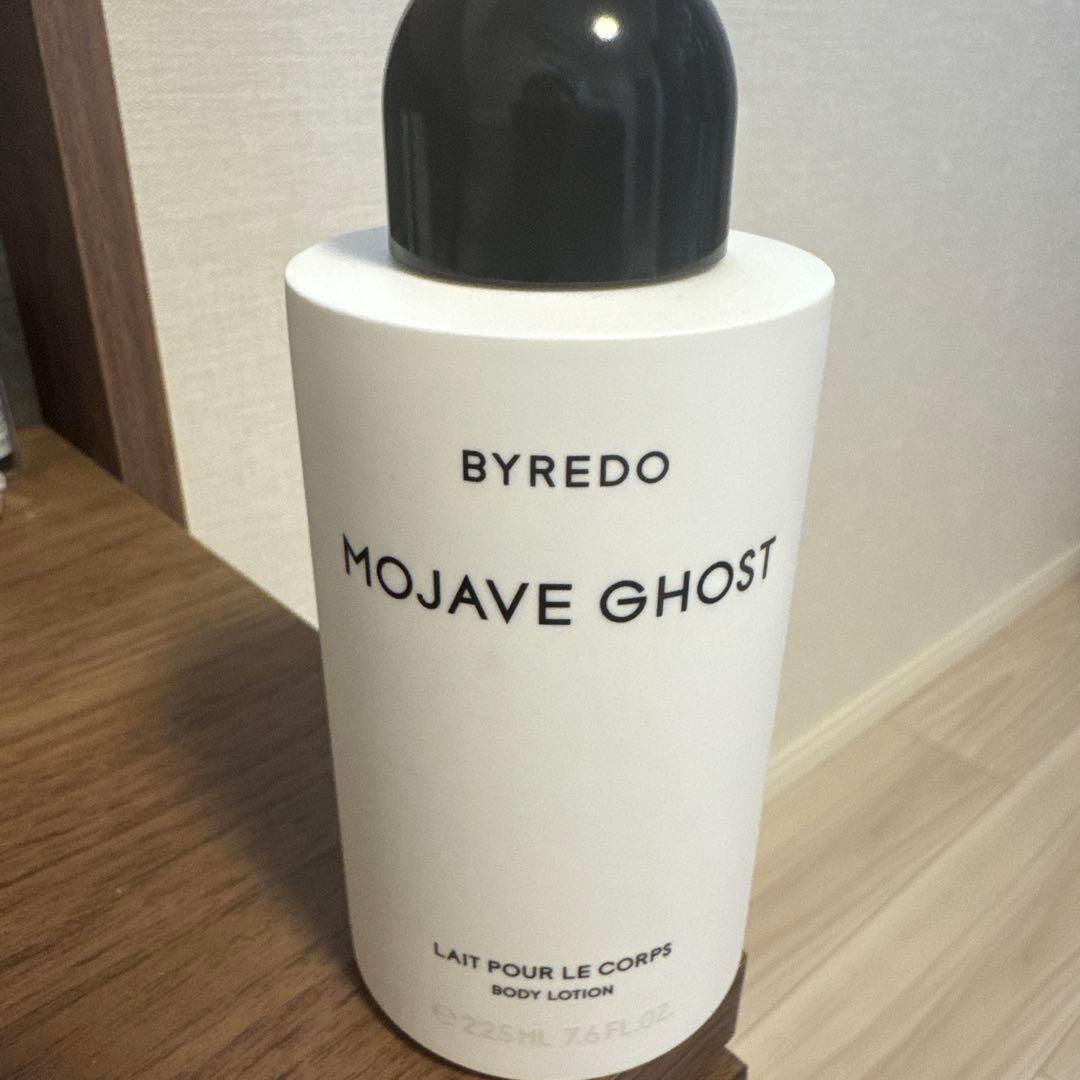 BYREDO
MOJAVE GHOST
LAIT POUR LE CORPS
BODY LOTION
℮ 225 ML 7.6 FL.OZ.